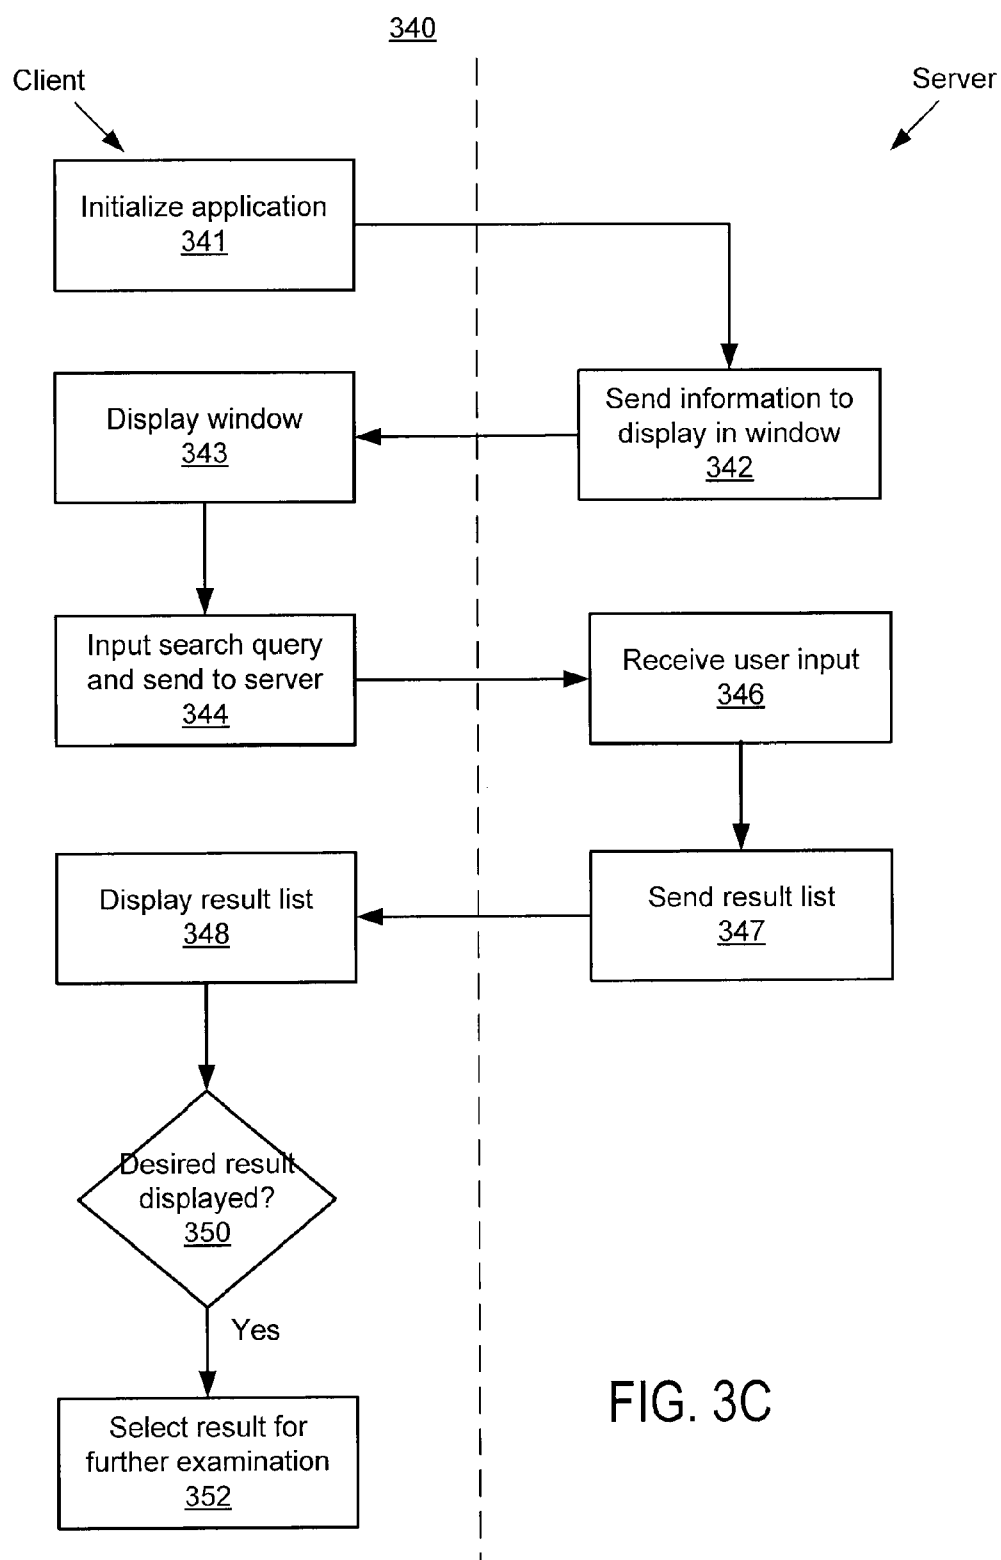 340
Client
Server
Initialize application
341
Send information to
display in window
342
Display window
343
Input search query
and send to server
344
Receive user input
346
Send result list
347
Display result list
348
Desired result
displayed?
350
Yes
Select result for
further examination
352
FIG. 3C